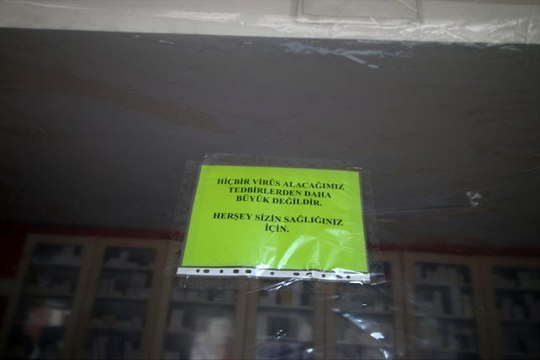 HİÇBİR VİRÜS ALACAĞIMIZ
TEDBİRLERDEN DAHA
BÜYÜK DEĞİLDİR.
HERŞEY SİZİN SAĞLIĞINIZ
İÇİN.